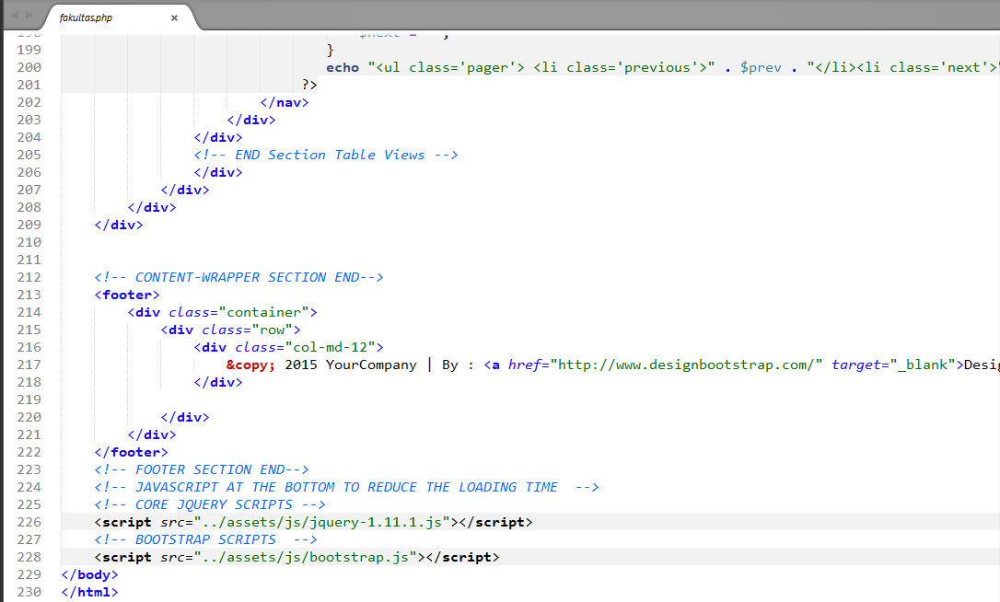 fakultas.php ×
199 }
200 echo "<ul class='pager'> <li class='previous'>" . $prev . "</li><li class='next'>"
201 ?>
202 </nav>
203 </div>
204 </div>
205 <!-- END Section Table Views -->
206 </div>
207 </div>
208 </div>
209 </div>
210
211
212 <!-- CONTENT-WRAPPER SECTION END-->
213 <footer>
214 <div class="container">
215 <div class="row">
216 <div class="col-md-12">
217 &copy; 2015 YourCompany | By : <a href="http://www.designbootstrap.com/" target="_blank">Desig
218 </div>
219
220 </div>
221 </div>
222 </footer>
223 <!-- FOOTER SECTION END-->
224 <!-- JAVASCRIPT AT THE BOTTOM TO REDUCE THE LOADING TIME  -->
225 <!-- CORE JQUERY SCRIPTS -->
226 <script src="../assets/js/jquery-1.11.1.js"></script>
227 <!-- BOOTSTRAP SCRIPTS  -->
228 <script src="../assets/js/bootstrap.js"></script>
229 </body>
230 </html>